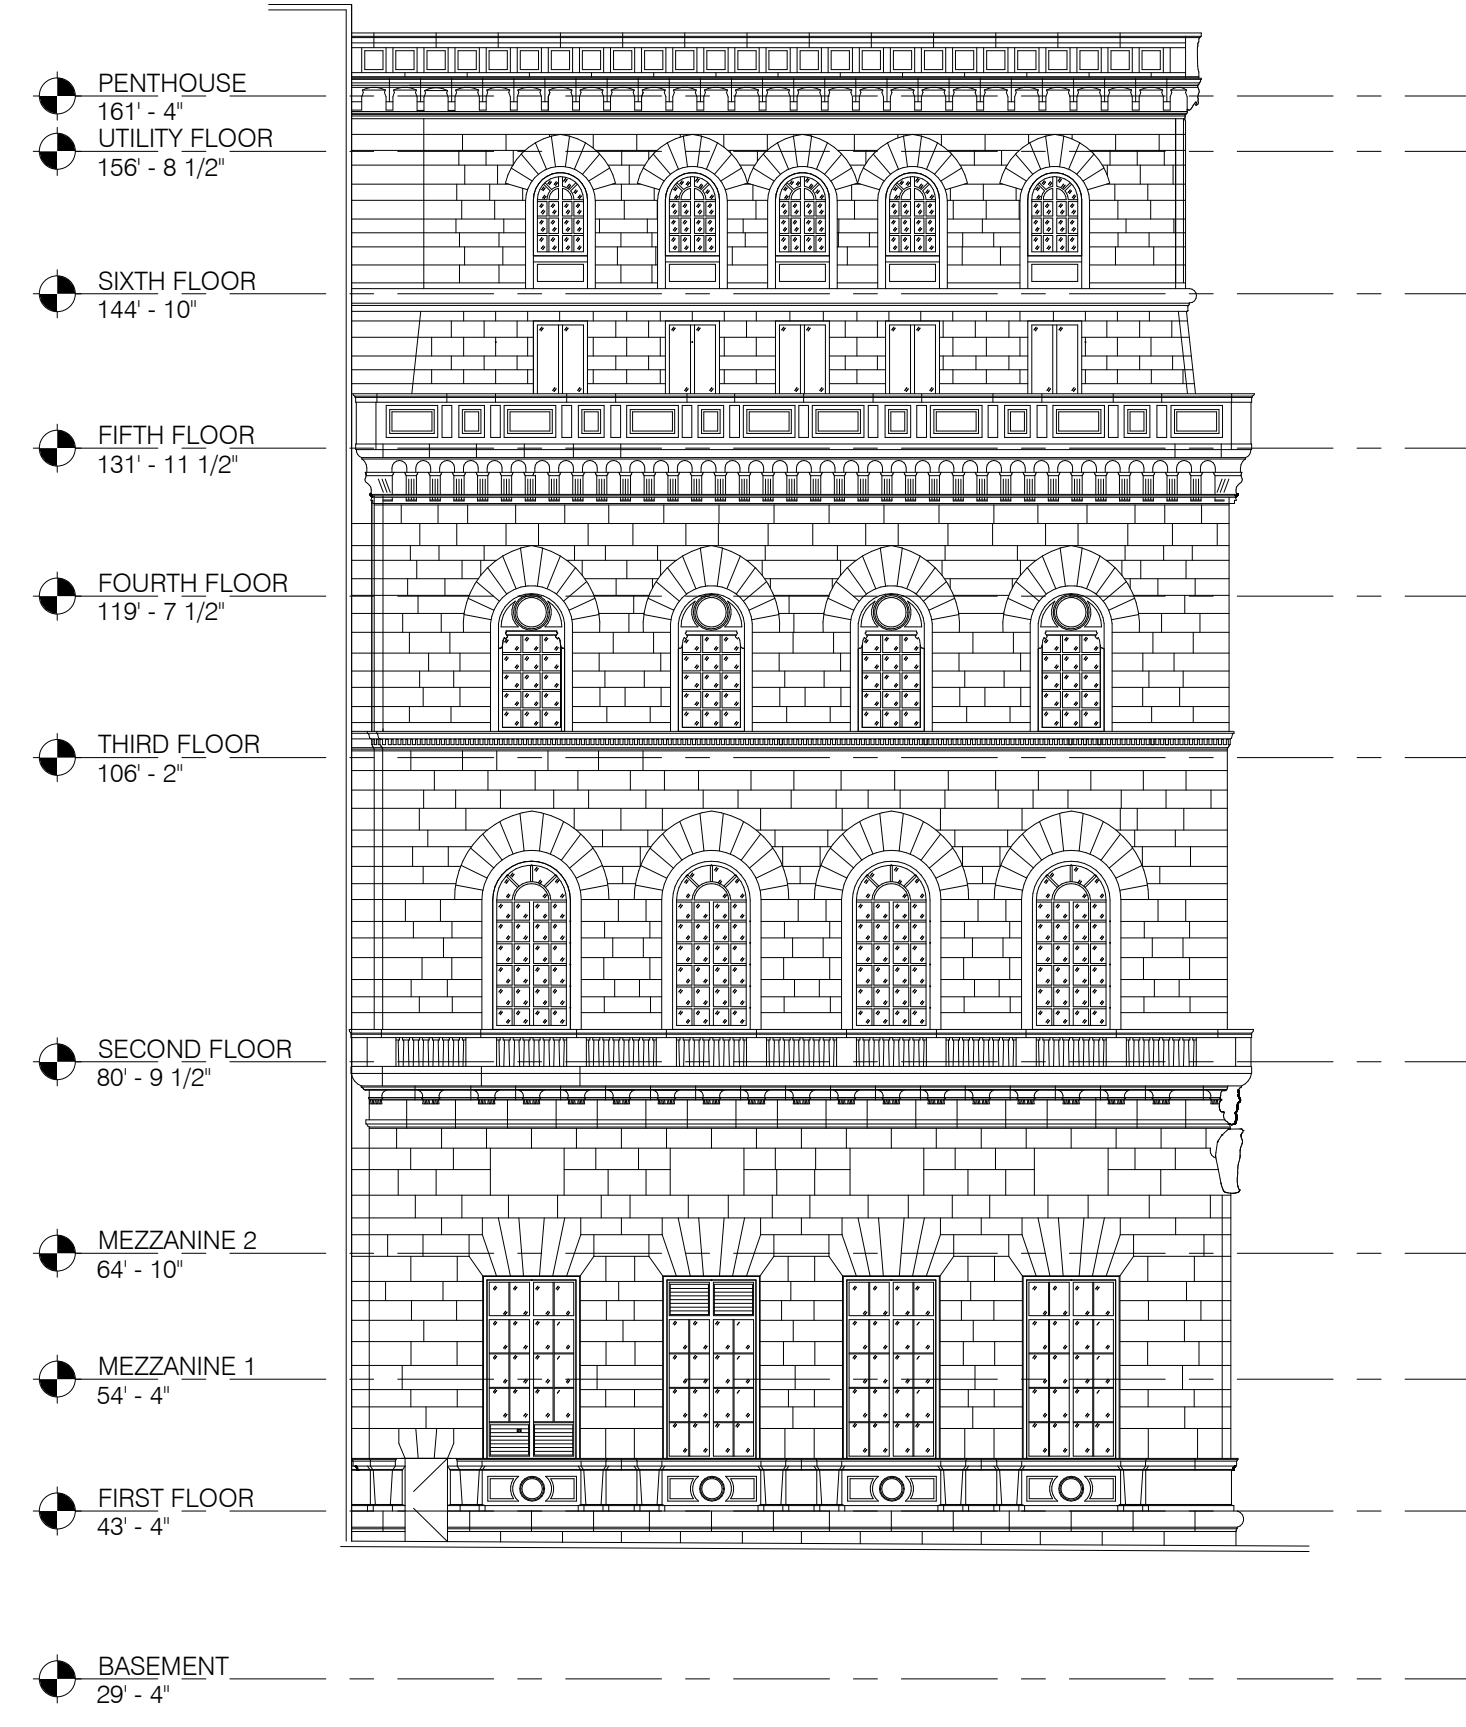 PENTHOUSE
161' - 4"
UTILITY FLOOR
156' - 8 1/2"
SIXTH FLOOR
144' - 10"
FIFTH FLOOR
131' - 11 1/2"
FOURTH FLOOR
119' - 7 1/2"
THIRD FLOOR
106' - 2"
SECOND FLOOR
80' - 9 1/2"
MEZZANINE 2
64' - 10"
MEZZANINE 1
54' - 4"
FIRST FLOOR
43' - 4"
BASEMENT
29' - 4"